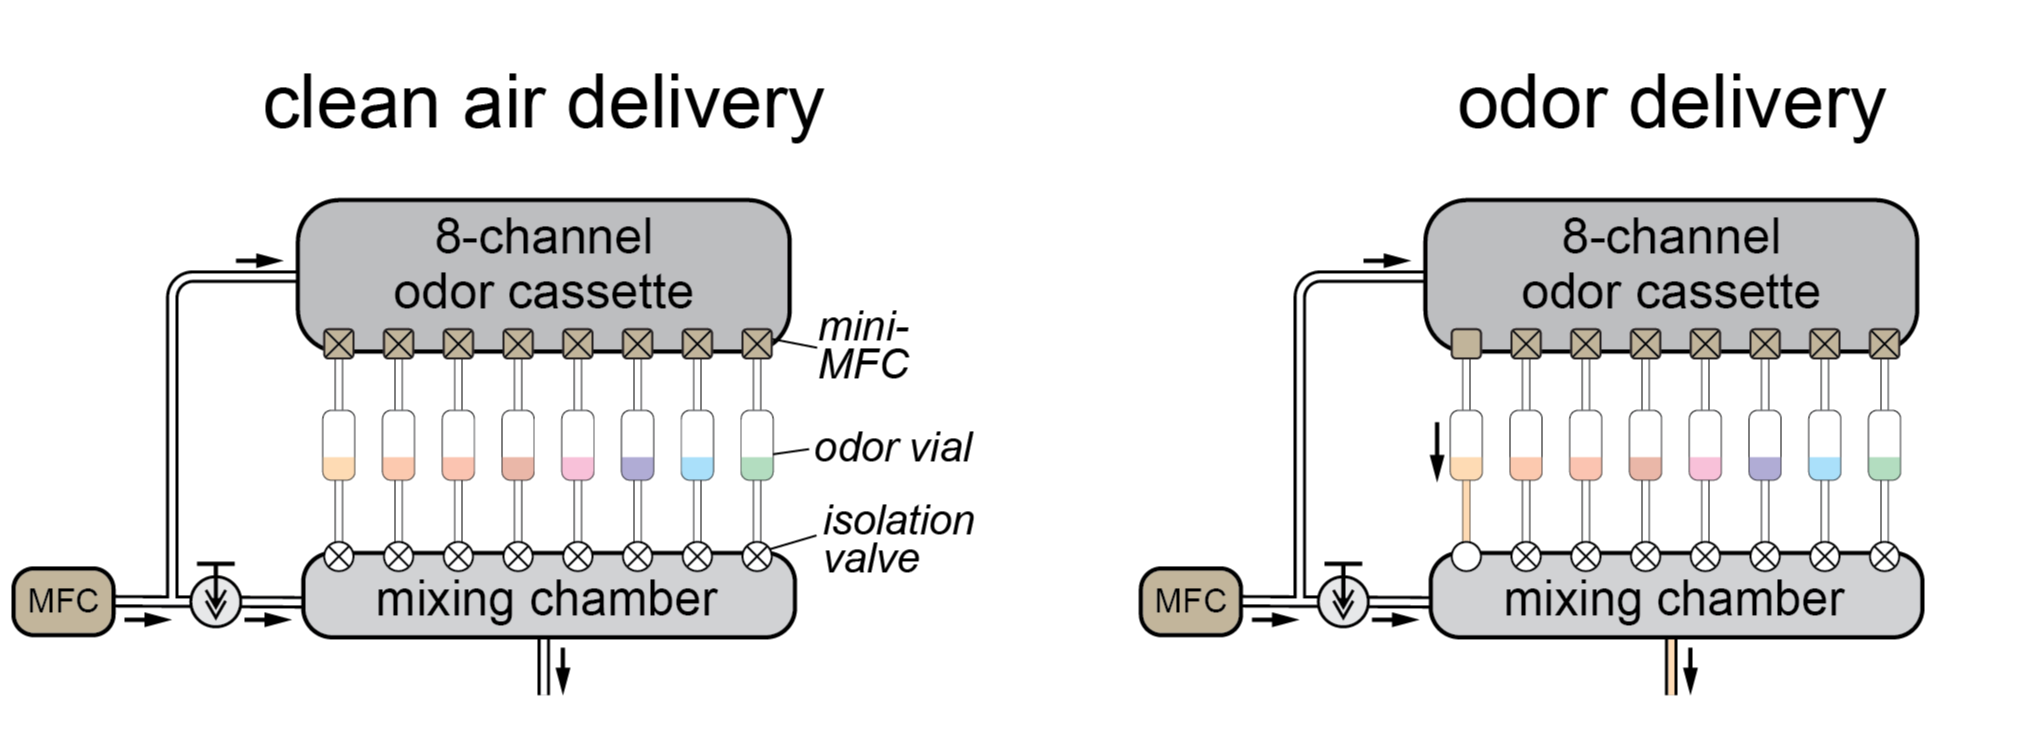 clean air delivery
8-channel
odor cassette
mini-
MFC
odor vial
isolation
valve
MFC
mixing chamber
odor delivery
8-channel
odor cassette
MFC
mixing chamber